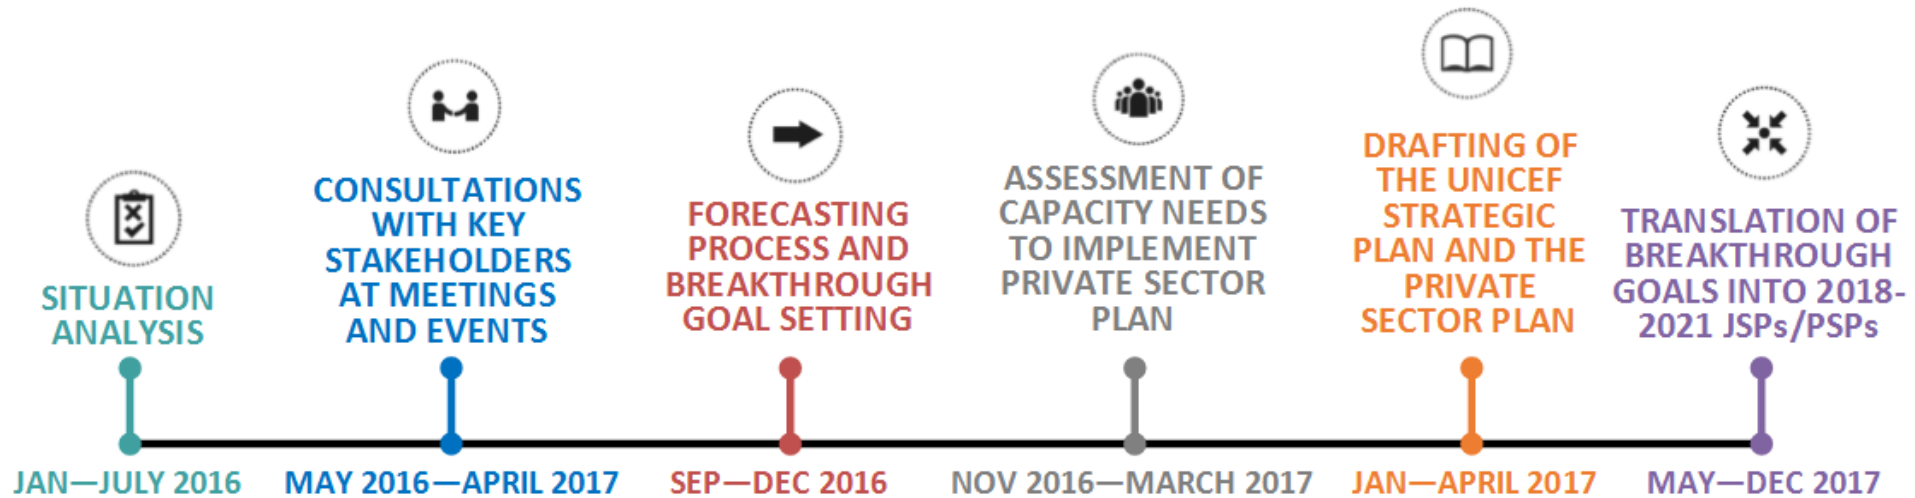 SITUATION
ANALYSIS
JAN—JULY 2016
CONSULTATIONS
WITH KEY
STAKEHOLDERS
AT MEETINGS
AND EVENTS
MAY 2016—APRIL 2017
FORECASTING
PROCESS AND
BREAKTHROUGH
GOAL SETTING
SEP—DEC 2016
ASSESSMENT OF
CAPACITY NEEDS
TO IMPLEMENT
PRIVATE SECTOR
PLAN
NOV 2016—MARCH 2017
DRAFTING OF
THE UNICEF
STRATEGIC
PLAN AND THE
PRIVATE
SECTOR PLAN
JAN—APRIL 2017
TRANSLATION OF
BREAKTHROUGH
GOALS INTO 2018-
2021 JSPs/PSPs
MAY—DEC 2017